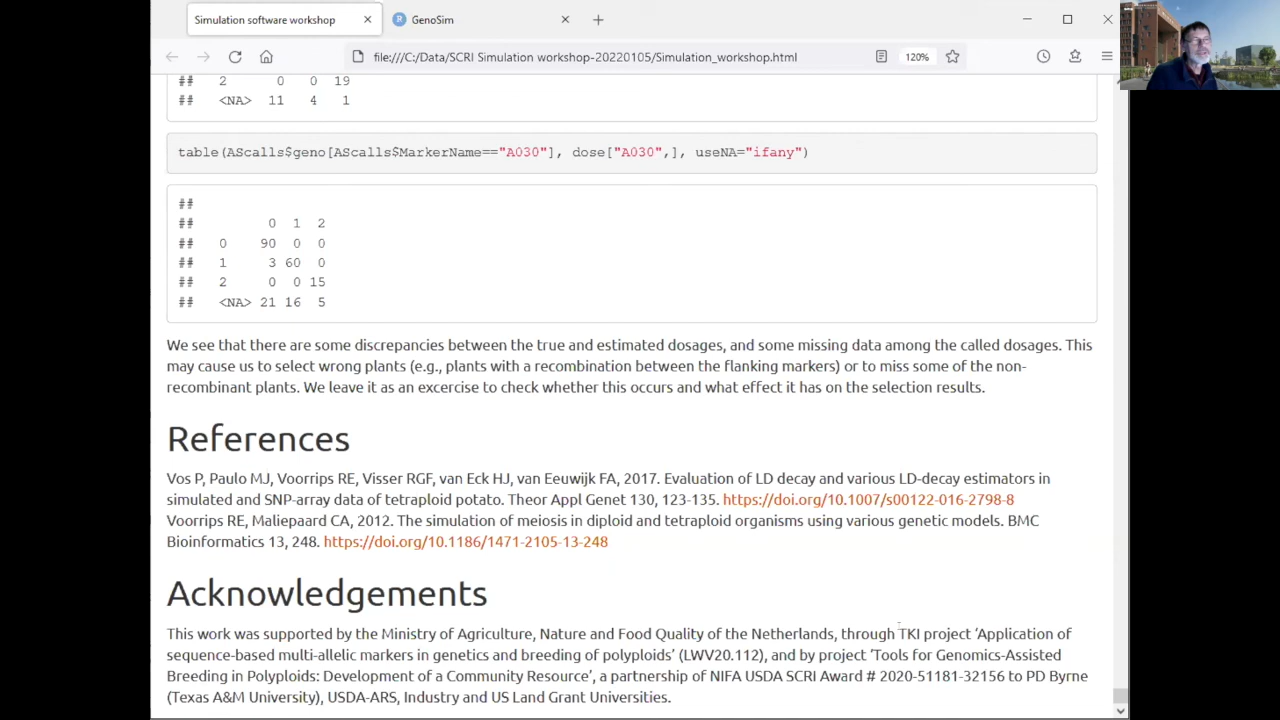 Simulation software workshop
GenoSim
file:///C:/Data/SCRI Simulation workshop-20220105/Simulation_workshop.html
120%
## 2 0 0 19
## <NA> 11 4 1
table(AScalls$geno[AScalls$MarkerName=="A030"], dose["A030",], useNA="ifany")
##
## 0 1 2
## 0 90 0 0
## 1 3 60 0
## 2 0 0 15
## <NA> 21 16 5
We see that there are some discrepancies between the true and estimated dosages, and some missing data among the called dosages. This
may cause us to select wrong plants (e.g., plants with a recombination between the flanking markers) or to miss some of the non-
recombinant plants. We leave it as an excercise to check whether this occurs and what effect it has on the selection results.
References
Vos P, Paulo MJ, Voorrips RE, Visser RGF, van Eck HJ, van Eeuwijk FA, 2017. Evaluation of LD decay and various LD-decay estimators in
simulated and SNP-array data of tetraploid potato. Theor Appl Genet 130, 123-135. https://doi.org/10.1007/s00122-016-2798-8
Voorrips RE, Maliepaard CA, 2012. The simulation of meiosis in diploid and tetraploid organisms using various genetic models. BMC
Bioinformatics 13, 248. https://doi.org/10.1186/1471-2105-13-248
Acknowledgements
This work was supported by the Ministry of Agriculture, Nature and Food Quality of the Netherlands, through TKI project ‘Application of
sequence-based multi-allelic markers in genetics and breeding of polyploids’ (LWV20.112), and by project ‘Tools for Genomics-Assisted
Breeding in Polyploids: Development of a Community Resource’, a partnership of NIFA USDA SCRI Award # 2020-51181-32156 to PD Byrne
(Texas A&M University), USDA-ARS, Industry and US Land Grant Universities.